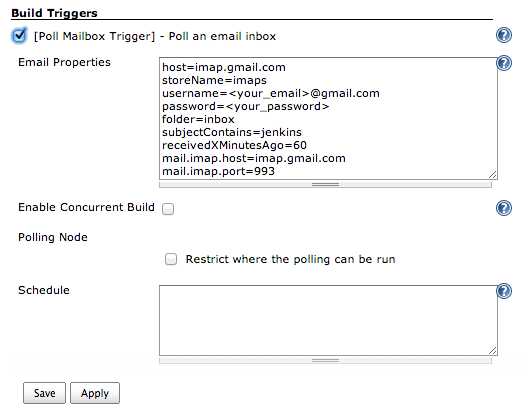 Build Triggers
[Poll Mailbox Trigger] - Poll an email inbox
Email Properties
host=imap.gmail.com
storeName=imaps
username=<your_email>@gmail.com
password=<your_password>
folder=inbox
subjectContains=jenkins
receivedXMinutesAgo=60
mail.imap.host=imap.gmail.com
mail.imap.port=993
Enable Concurrent Build
Polling Node
Restrict where the polling can be run
Schedule
Save Apply